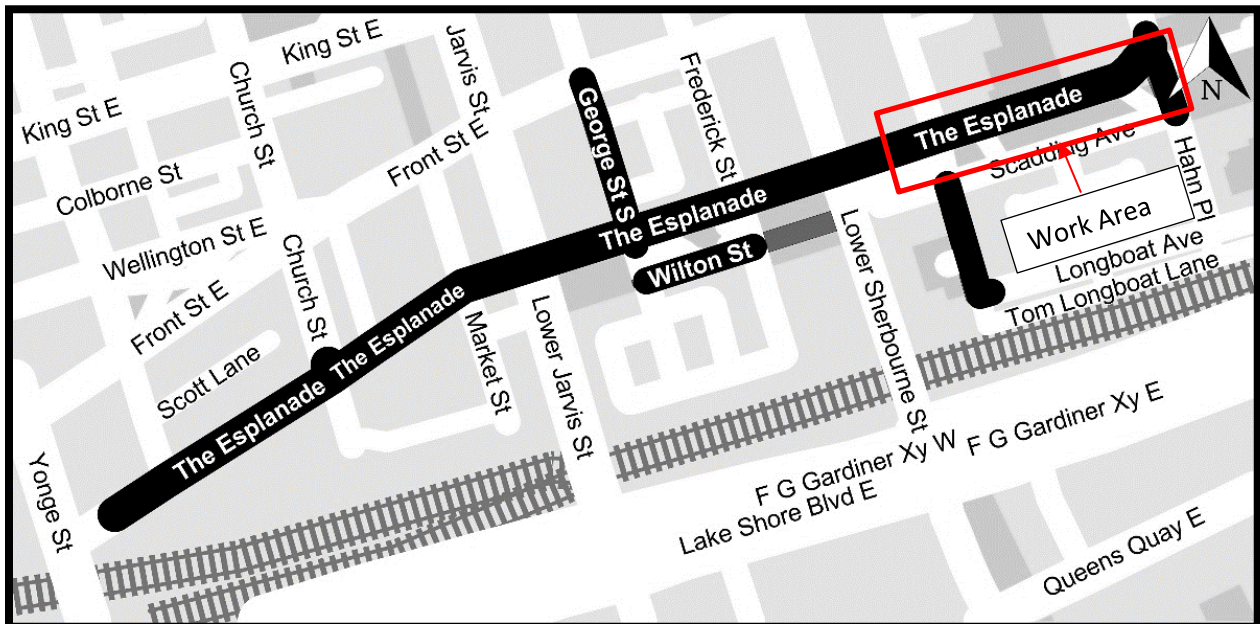 King St E
Jarvis St
Church St
King St E
George St S
Frederick St
The Esplanade
N
Front St E
Scadding Ave
Hahn Pl
Colborne St
The Esplanade
Work Area
Wellington St E
Church St
The Esplanade
Wilton St
Lower Sherbourne St
Longboat Ave
Tom Longboat Lane
Front St E
The Esplanade
Market St
Lower Jarvis St
Scott Lane
The Esplanade
F G Gardiner Xy E
F G Gardiner Xy W
Yonge St
Lake Shore Blvd E
Queens Quay E